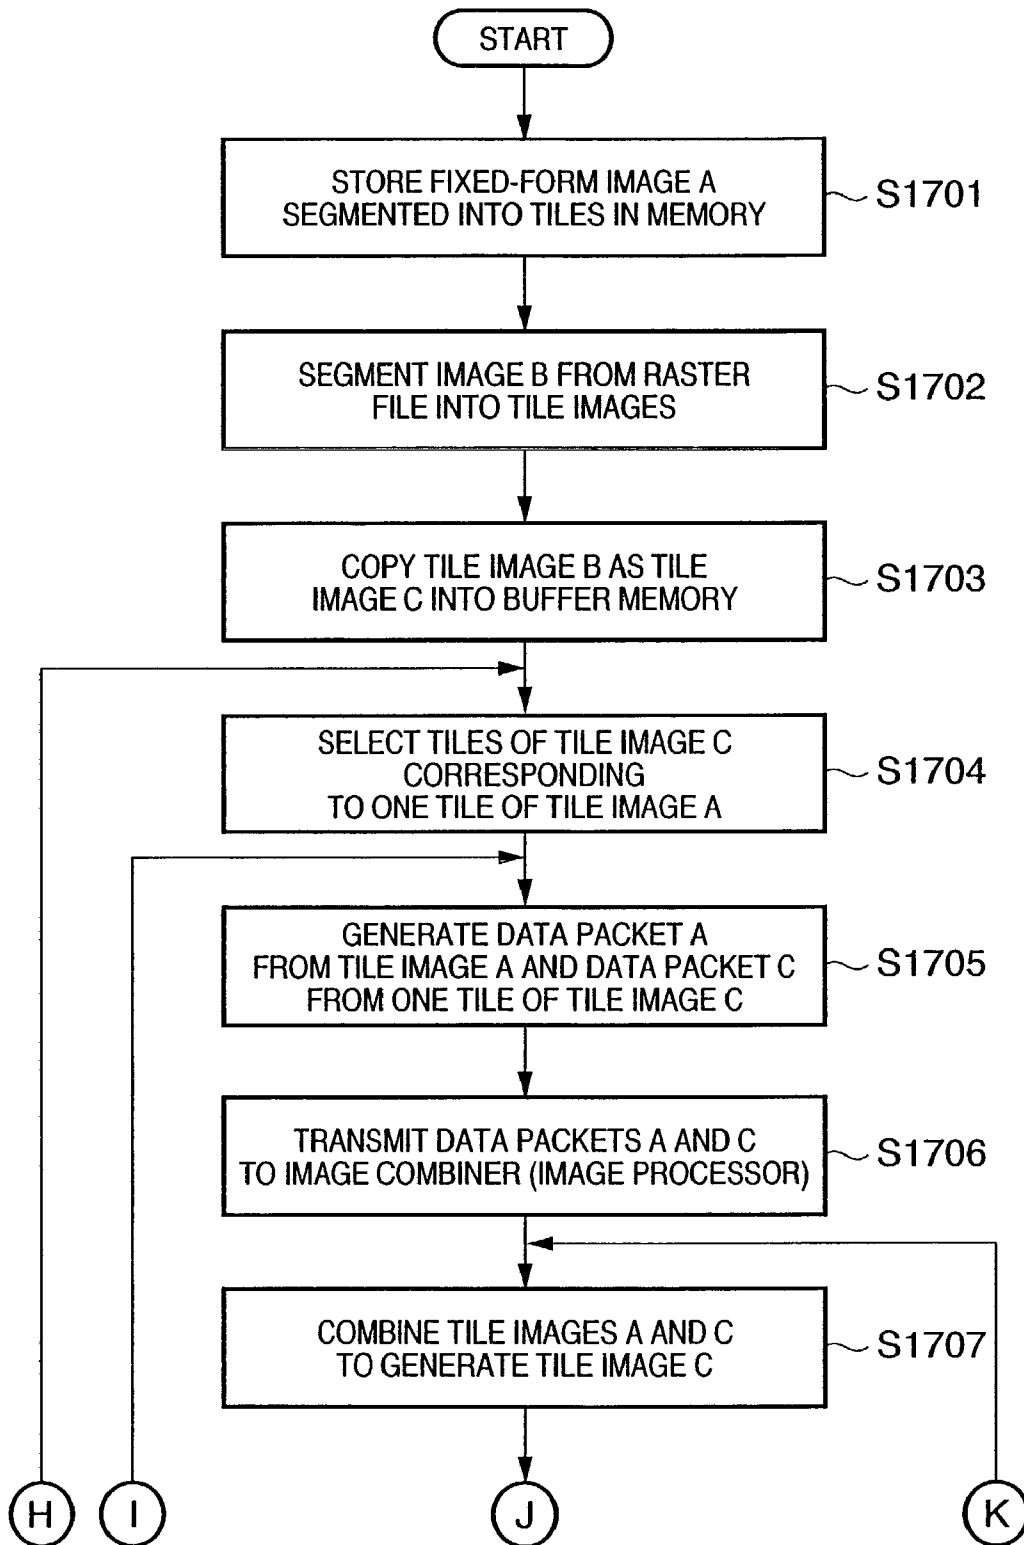 START
STORE FIXED-FORM IMAGE A
SEGMENTED INTO TILES IN MEMORY
S1701
SEGMENT IMAGE B FROM RASTER
FILE INTO TILE IMAGES
S1702
COPY TILE IMAGE B AS TILE
IMAGE C INTO BUFFER MEMORY
S1703
SELECT TILES OF TILE IMAGE C
CORRESPONDING
TO ONE TILE OF TILE IMAGE A
S1704
GENERATE DATA PACKET A
FROM TILE IMAGE A AND DATA PACKET C
FROM ONE TILE OF TILE IMAGE C
S1705
TRANSMIT DATA PACKETS A AND C
TO IMAGE COMBINER (IMAGE PROCESSOR)
S1706
COMBINE TILE IMAGES A AND C
TO GENERATE TILE IMAGE C
S1707
H
I
J
K